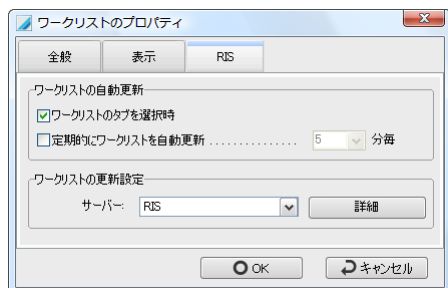 ワークリストのプロパティ
全般 表示 RIS
ワークリストの自動更新
ワークリストのタブを選択時
定期的にワークリストを自動更新 ............... 5 分毎
ワークリストの更新設定
サーバー: RIS 詳細
OK キャンセル